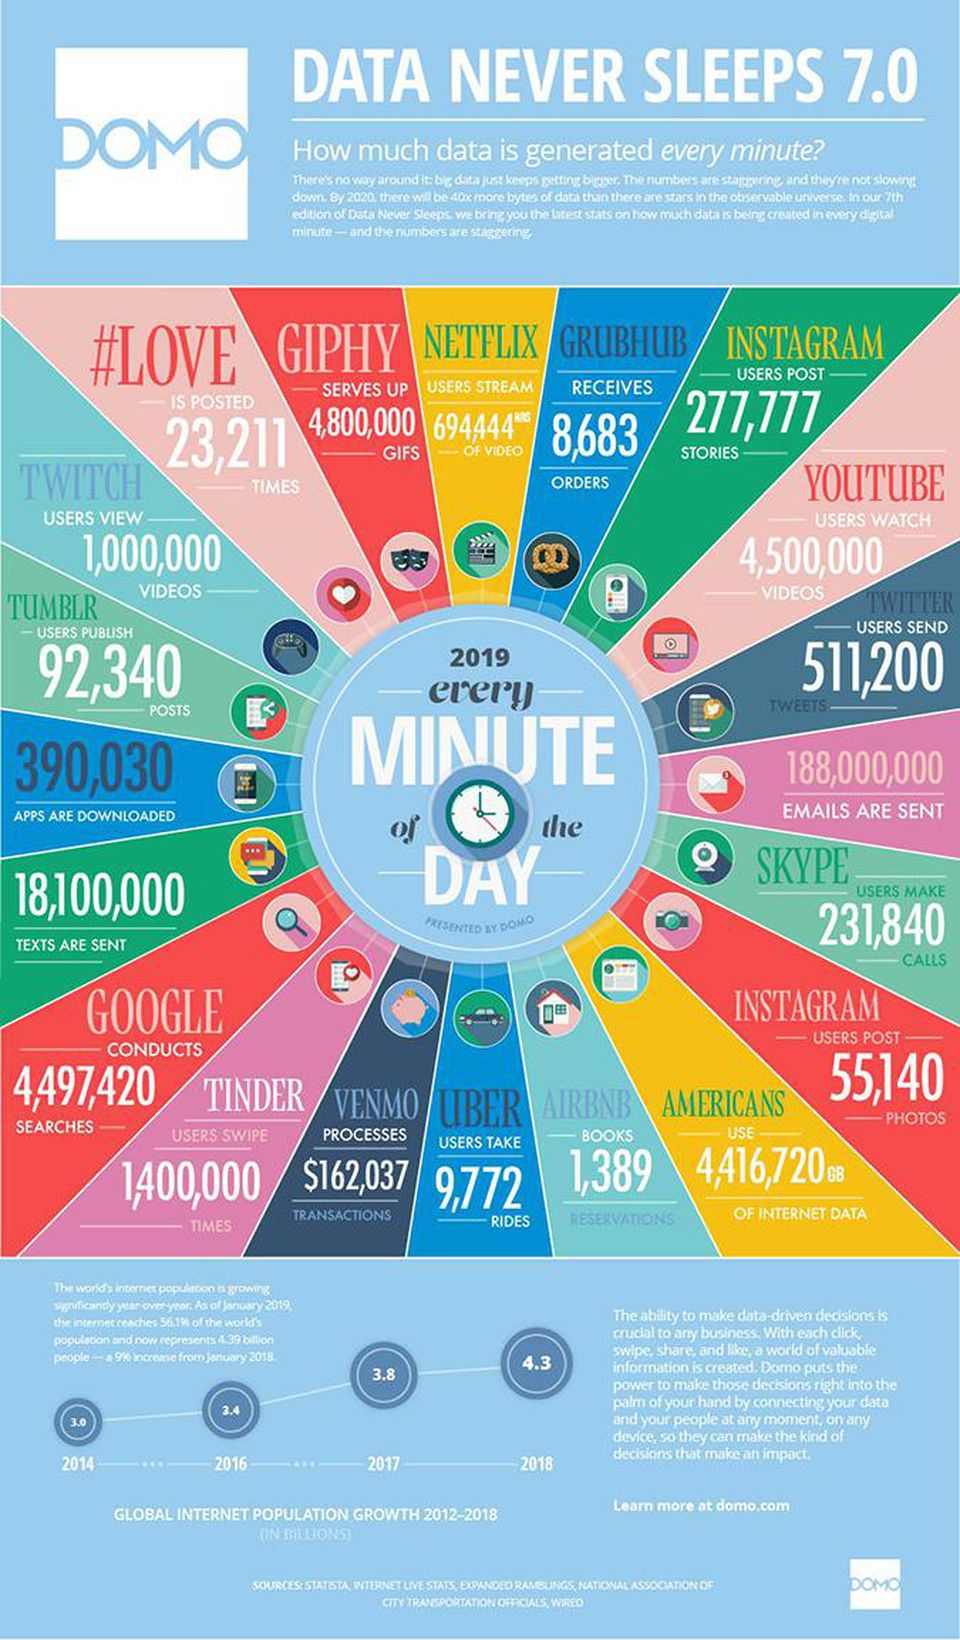 DOMO
DATA NEVER SLEEPS 7.0
How much data is generated every minute?
There's no way around it: big data just keeps getting bigger. The numbers are staggering, and they're not slowing
down. By 2020, there will be 40x more bytes of data than there are stars in the observable universe. In our 7th
edition of Data Never Sleeps, we bring you the latest stats on how much data is being created in every digital
minute — and the numbers are staggering.
#LOVE
IS POSTED
23,211
TIMES
GIPHY
SERVES UP
4,800,000
GIFS
NETFLIX
USERS STREAM
694,444 HRS
OF VIDEO
GRUBHUB
RECEIVES
8,683
ORDERS
INSTAGRAM
USERS POST
277,777
STORIES
YOUTUBE
USERS WATCH
4,500,000
VIDEOS
TWITTER
USERS SEND
511,200
TWEETS
188,000,000
EMAILS ARE SENT
SKYPE
USERS MAKE
231,840
CALLS
INSTAGRAM
USERS POST
55,140
PHOTOS
AMERICANS
USE
4,416,720 GB
OF INTERNET DATA
AIRBNB
BOOKS
1,389
RESERVATIONS
UBER
USERS TAKE
9,772
RIDES
VENMO
PROCESSES
$162,037
TRANSACTIONS
TINDER
USERS SWIPE
1,400,000
TIMES
GOOGLE
CONDUCTS
4,497,420
SEARCHES
18,100,000
TEXTS ARE SENT
390,030
APPS ARE DOWNLOADED
TUMBLR
USERS PUBLISH
92,340
POSTS
TWITCH
USERS VIEW
1,000,000
VIDEOS
2019
every
MINUTE
of the
DAY
PRESENTED BY DOMO
The world's internet population is growing
significantly year-over-year. As of January 2019,
the internet reaches 56.1% of the world's
population and now represents 4.39 billion
people — a 9% increase from January 2018.
3.0
3.4
3.8
4.3
2014
2016
2017
2018
GLOBAL INTERNET POPULATION GROWTH 2012–2018
(IN BILLIONS)
The ability to make data-driven decisions is
crucial to any business. With each click,
swipe, share, and like, a world of valuable
information is created. Domo puts the
power to make those decisions right into the
palm of your hand by connecting your data
and your people at any moment, on any
device, so they can make the kind of
decisions that make an impact.
Learn more at domo.com
SOURCES: STATISTA, INTERNET LIVE STATS, EXPANDED RAMBLINGS, NATIONAL ASSOCIATION OF
CITY TRANSPORTATION OFFICIALS, WIRED
DOMO